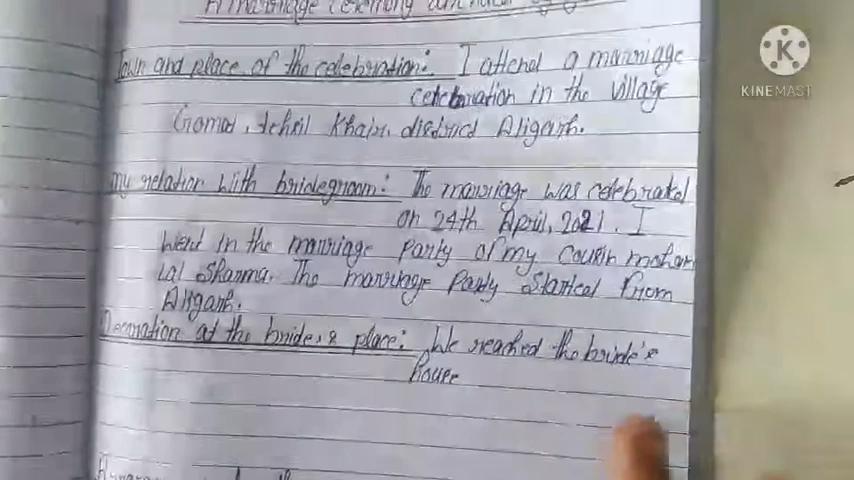 A marriage ceremony
Town and place of the celebration: I attend a marriage
celebration in the village
Gomat, tehsil Khair, district Aligarh.
my relation with bridegroom: The marriage was celebrated
on 24th April, 2021. I
went in the marriage party of my cousin mohan
lal Sharma. The marriage party started from
Aligarh.
Decoration at the bride's place: We reached the bride's
house
KINEMASTER